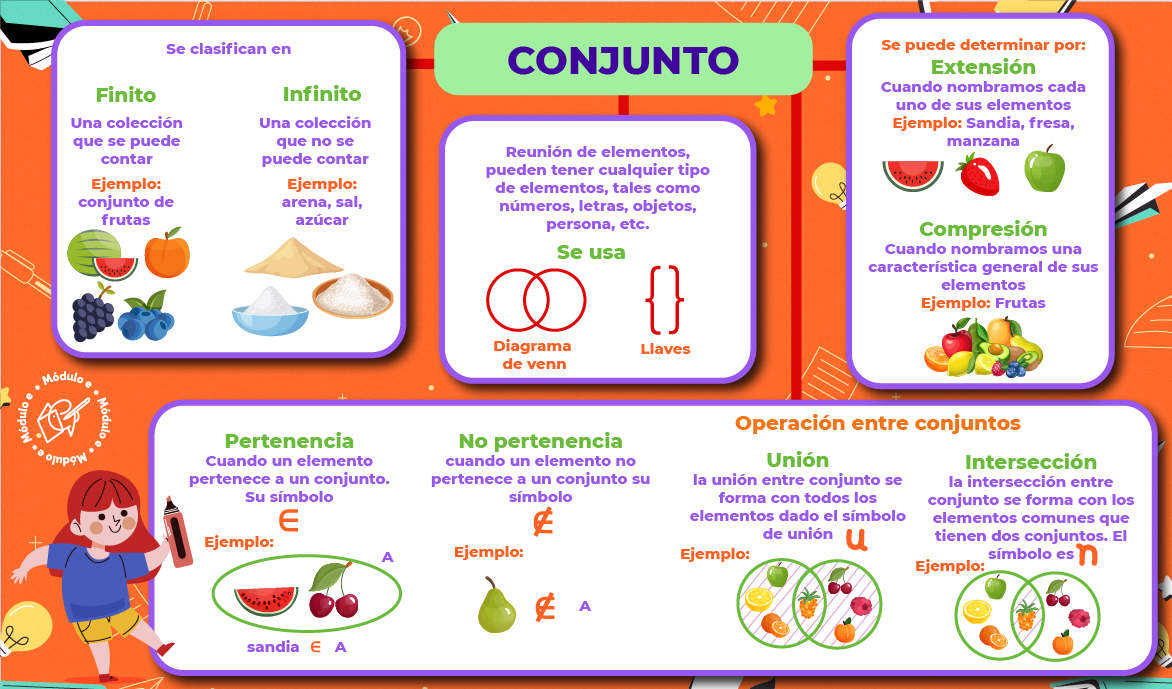 CONJUNTO
Se clasifican en
Finito
Una colección
que se puede
contar
Ejemplo:
conjunto de
frutas
Infinito
Una colección
que no se
puede contar
Ejemplo:
arena, sal,
azúcar
Reunión de elementos,
pueden tener cualquier tipo
de elementos, tales como
números, letras, objetos,
persona, etc.
Se usa
Diagrama
de venn
{ }
Llaves
Se puede determinar por:
Extensión
Cuando nombramos cada
uno de sus elementos
Ejemplo: Sandia, fresa,
manzana
Compresión
Cuando nombramos una
característica general de sus
elementos
Ejemplo: Frutas
Módulo e • Módulo e • Módulo e • Módulo e •
Pertenencia
Cuando un elemento
pertenece a un conjunto.
Su símbolo
∈
Ejemplo:
A
sandia ∈ A
No pertenencia
cuando un elemento no
pertenece a un conjunto su
símbolo
∉
Ejemplo:
∉ A
Operación entre conjuntos
Unión
la unión entre conjunto se
forma con todos los
elementos dado el símbolo
de unión u
Ejemplo:
Intersección
la intersección entre
conjunto se forma con los
elementos comunes que
tienen dos conjuntos. El
símbolo es n
Ejemplo: